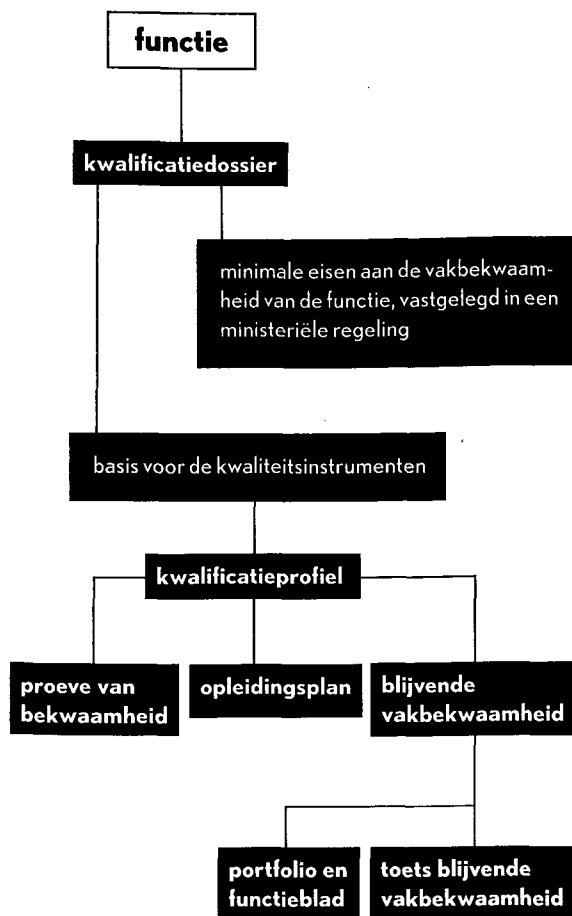 functie
kwalificatiedossier
minimale eisen aan de vakbekwaam-
heid van de functie, vastgelegd in een
ministeriële regeling
basis voor de kwaliteitsinstrumenten
kwalificatieprofiel
proeve van
bekwaamheid
opleidingsplan
blijvende
vakbekwaamheid
portfolio en
functieblad
toets blijvende
vakbekwaamheid